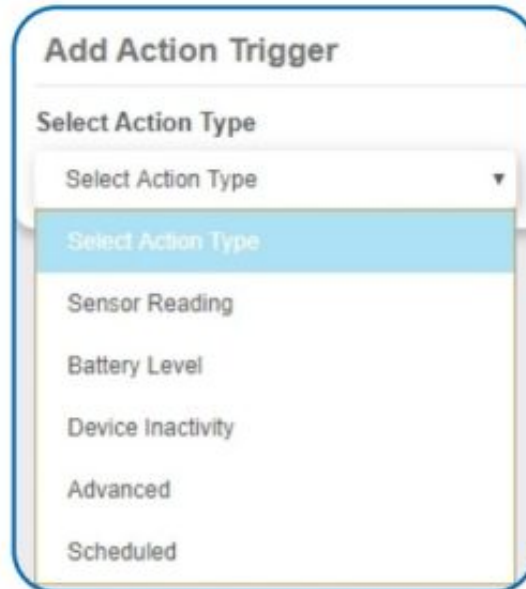 Add Action Trigger
Select Action Type
Select Action Type
Select Action Type
Sensor Reading
Battery Level
Device Inactivity
Advanced
Scheduled